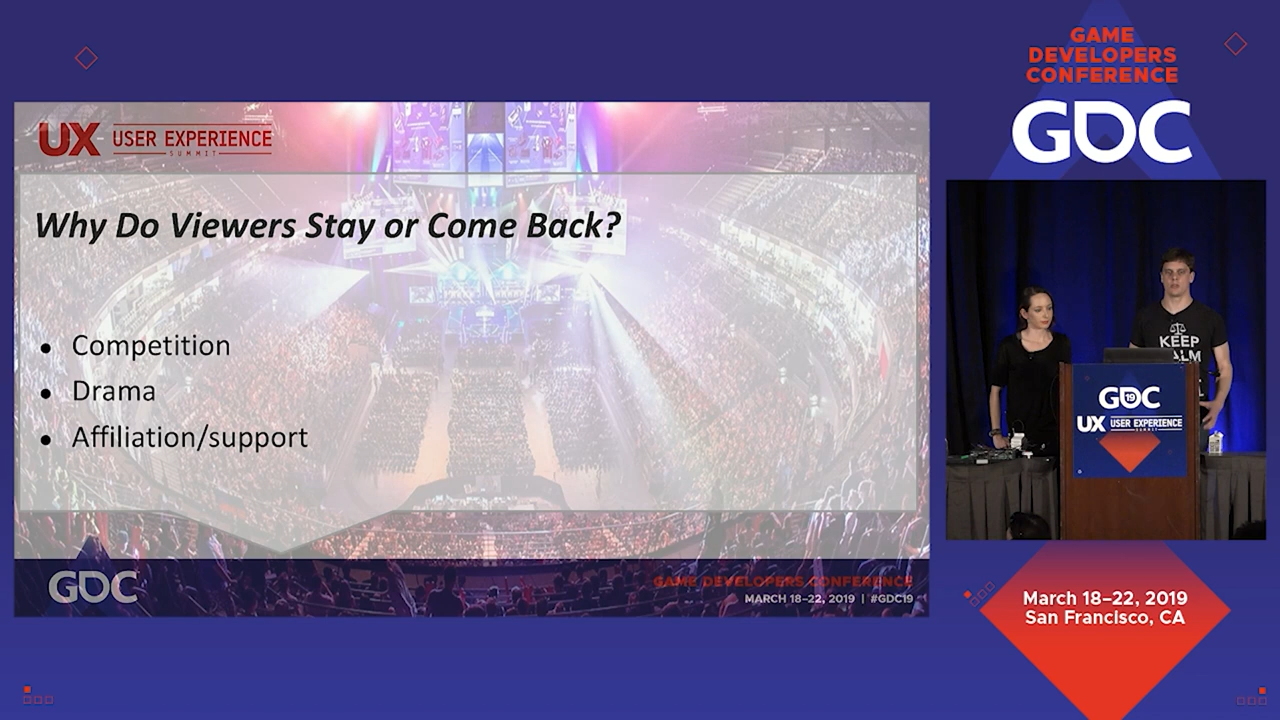 GAME
DEVELOPERS
CONFERENCE
GDC
UX USER EXPERIENCE
SUMMIT
Why Do Viewers Stay or Come Back?
• Competition
• Drama
• Affiliation/support
GDC
GAME DEVELOPERS CONFERENCE
MARCH 18–22, 2019 | #GDC19
KEEP
CALM
GDC
19
UX USER EXPERIENCE
SUMMIT
March 18–22, 2019
San Francisco, CA